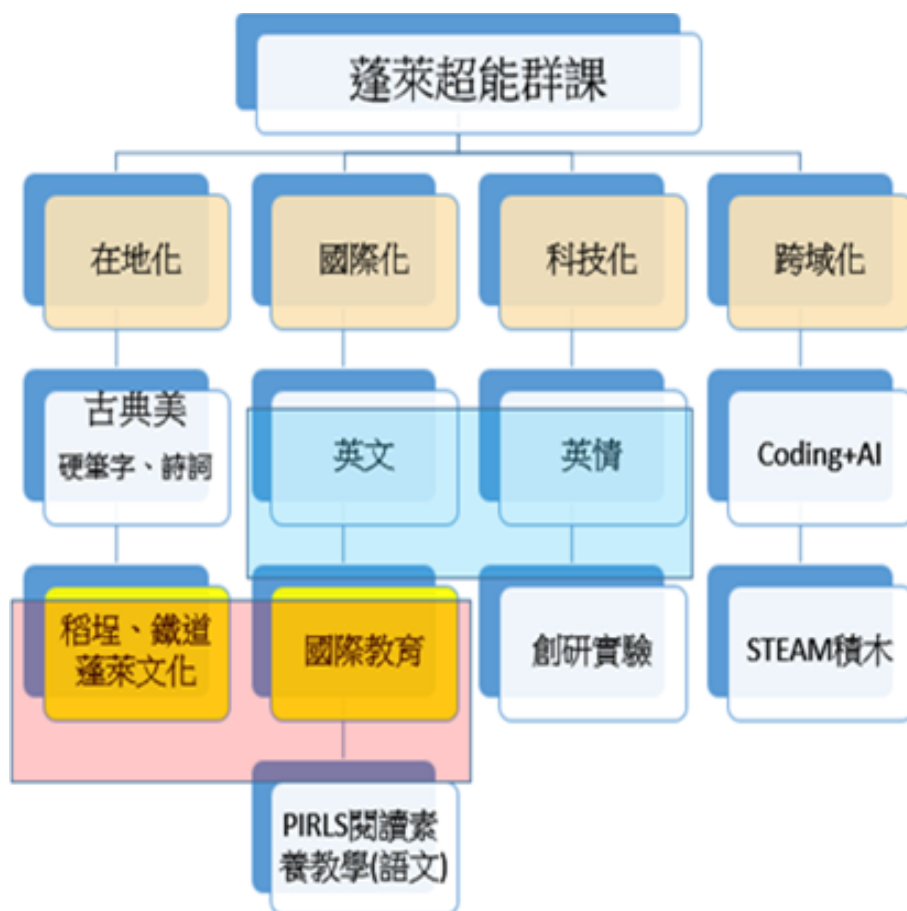 蓬萊超能群課
在地化
國際化
科技化
跨域化
古典美
硬筆字、詩詞
英文
英情
Coding+AI
稻埕、鐵道
蓬萊文化
國際教育
創研實驗
STEAM積木
PIRLS閱讀素
養教學(語文)